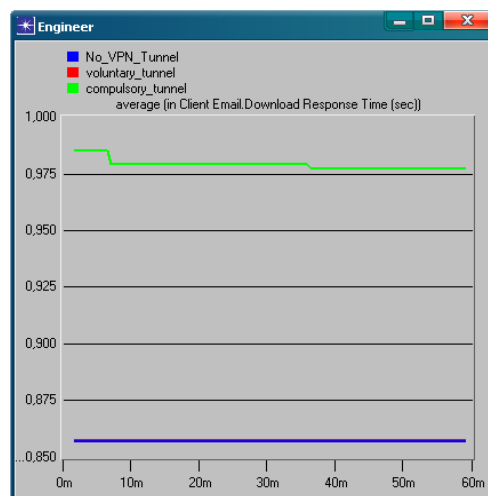 Engineer
No_VPN_Tunnel
voluntary_tunnel
compulsory_tunnel
average (in Client Email.Download Response Time (sec))
1,000
0,975
0,950
0,925
0,900
0,875
...0,850
0m 10m 20m 30m 40m 50m 60m